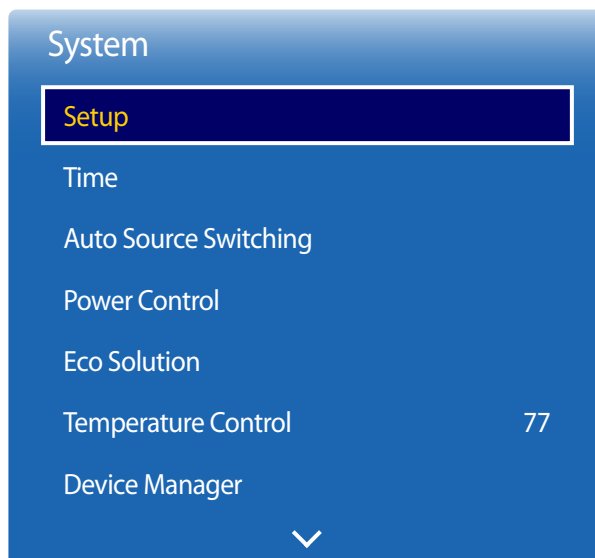 System
Setup
Time
Auto Source Switching
Power Control
Eco Solution
Temperature Control 77
Device Manager